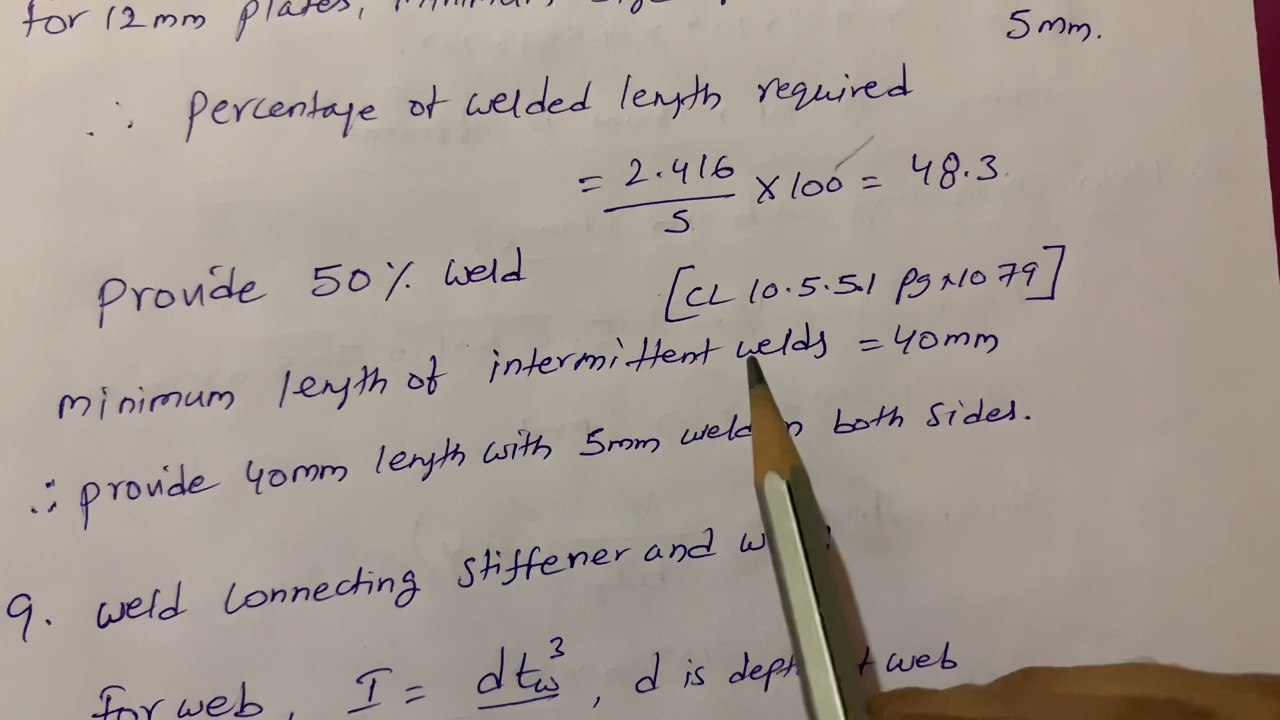 for 12mm plates, minimum
5mm.
∴ Percentage of welded length required
= 2.416 / 5 × 100 = 48.3
Provide 50% weld
[CL 10.5.5.1 Pg No 79]
minimum length of intermittent welds = 40mm
∴ provide 40mm length with 5mm weld both sides.
9. weld connecting stiffener and
For web, I = dtw³, d is depth web